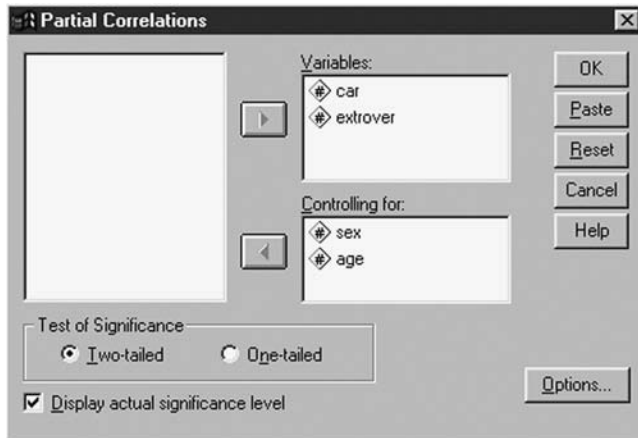 Partial Correlations
Variables:
# car
# extrover
Controlling for:
# sex
# age
OK
Paste
Reset
Cancel
Help
Test of Significance
Two-tailed
One-tailed
Display actual significance level
Options...